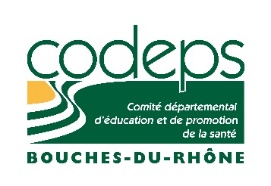 codeps
Comité départemental
d'éducation et de promotion
de la santé
BOUCHES-DU-RHÔNE